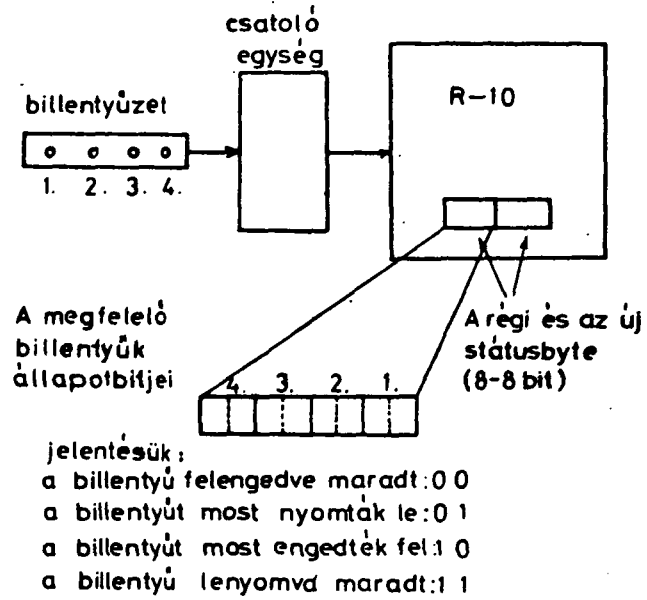 csatoló
egység
R-10
billentyűzet
1. 2. 3. 4.
A megfelelő
billentyűk
állapotbitjei
A régi és az új
státusbyte
(8-8 bit)
4. 3. 2. 1.
jelentésük:
a billentyű felengedve maradt:0 0
a billentyűt most nyomták le:0 1
a billentyűt most engedték fel:1 0
a billentyű lenyomva maradt:1 1